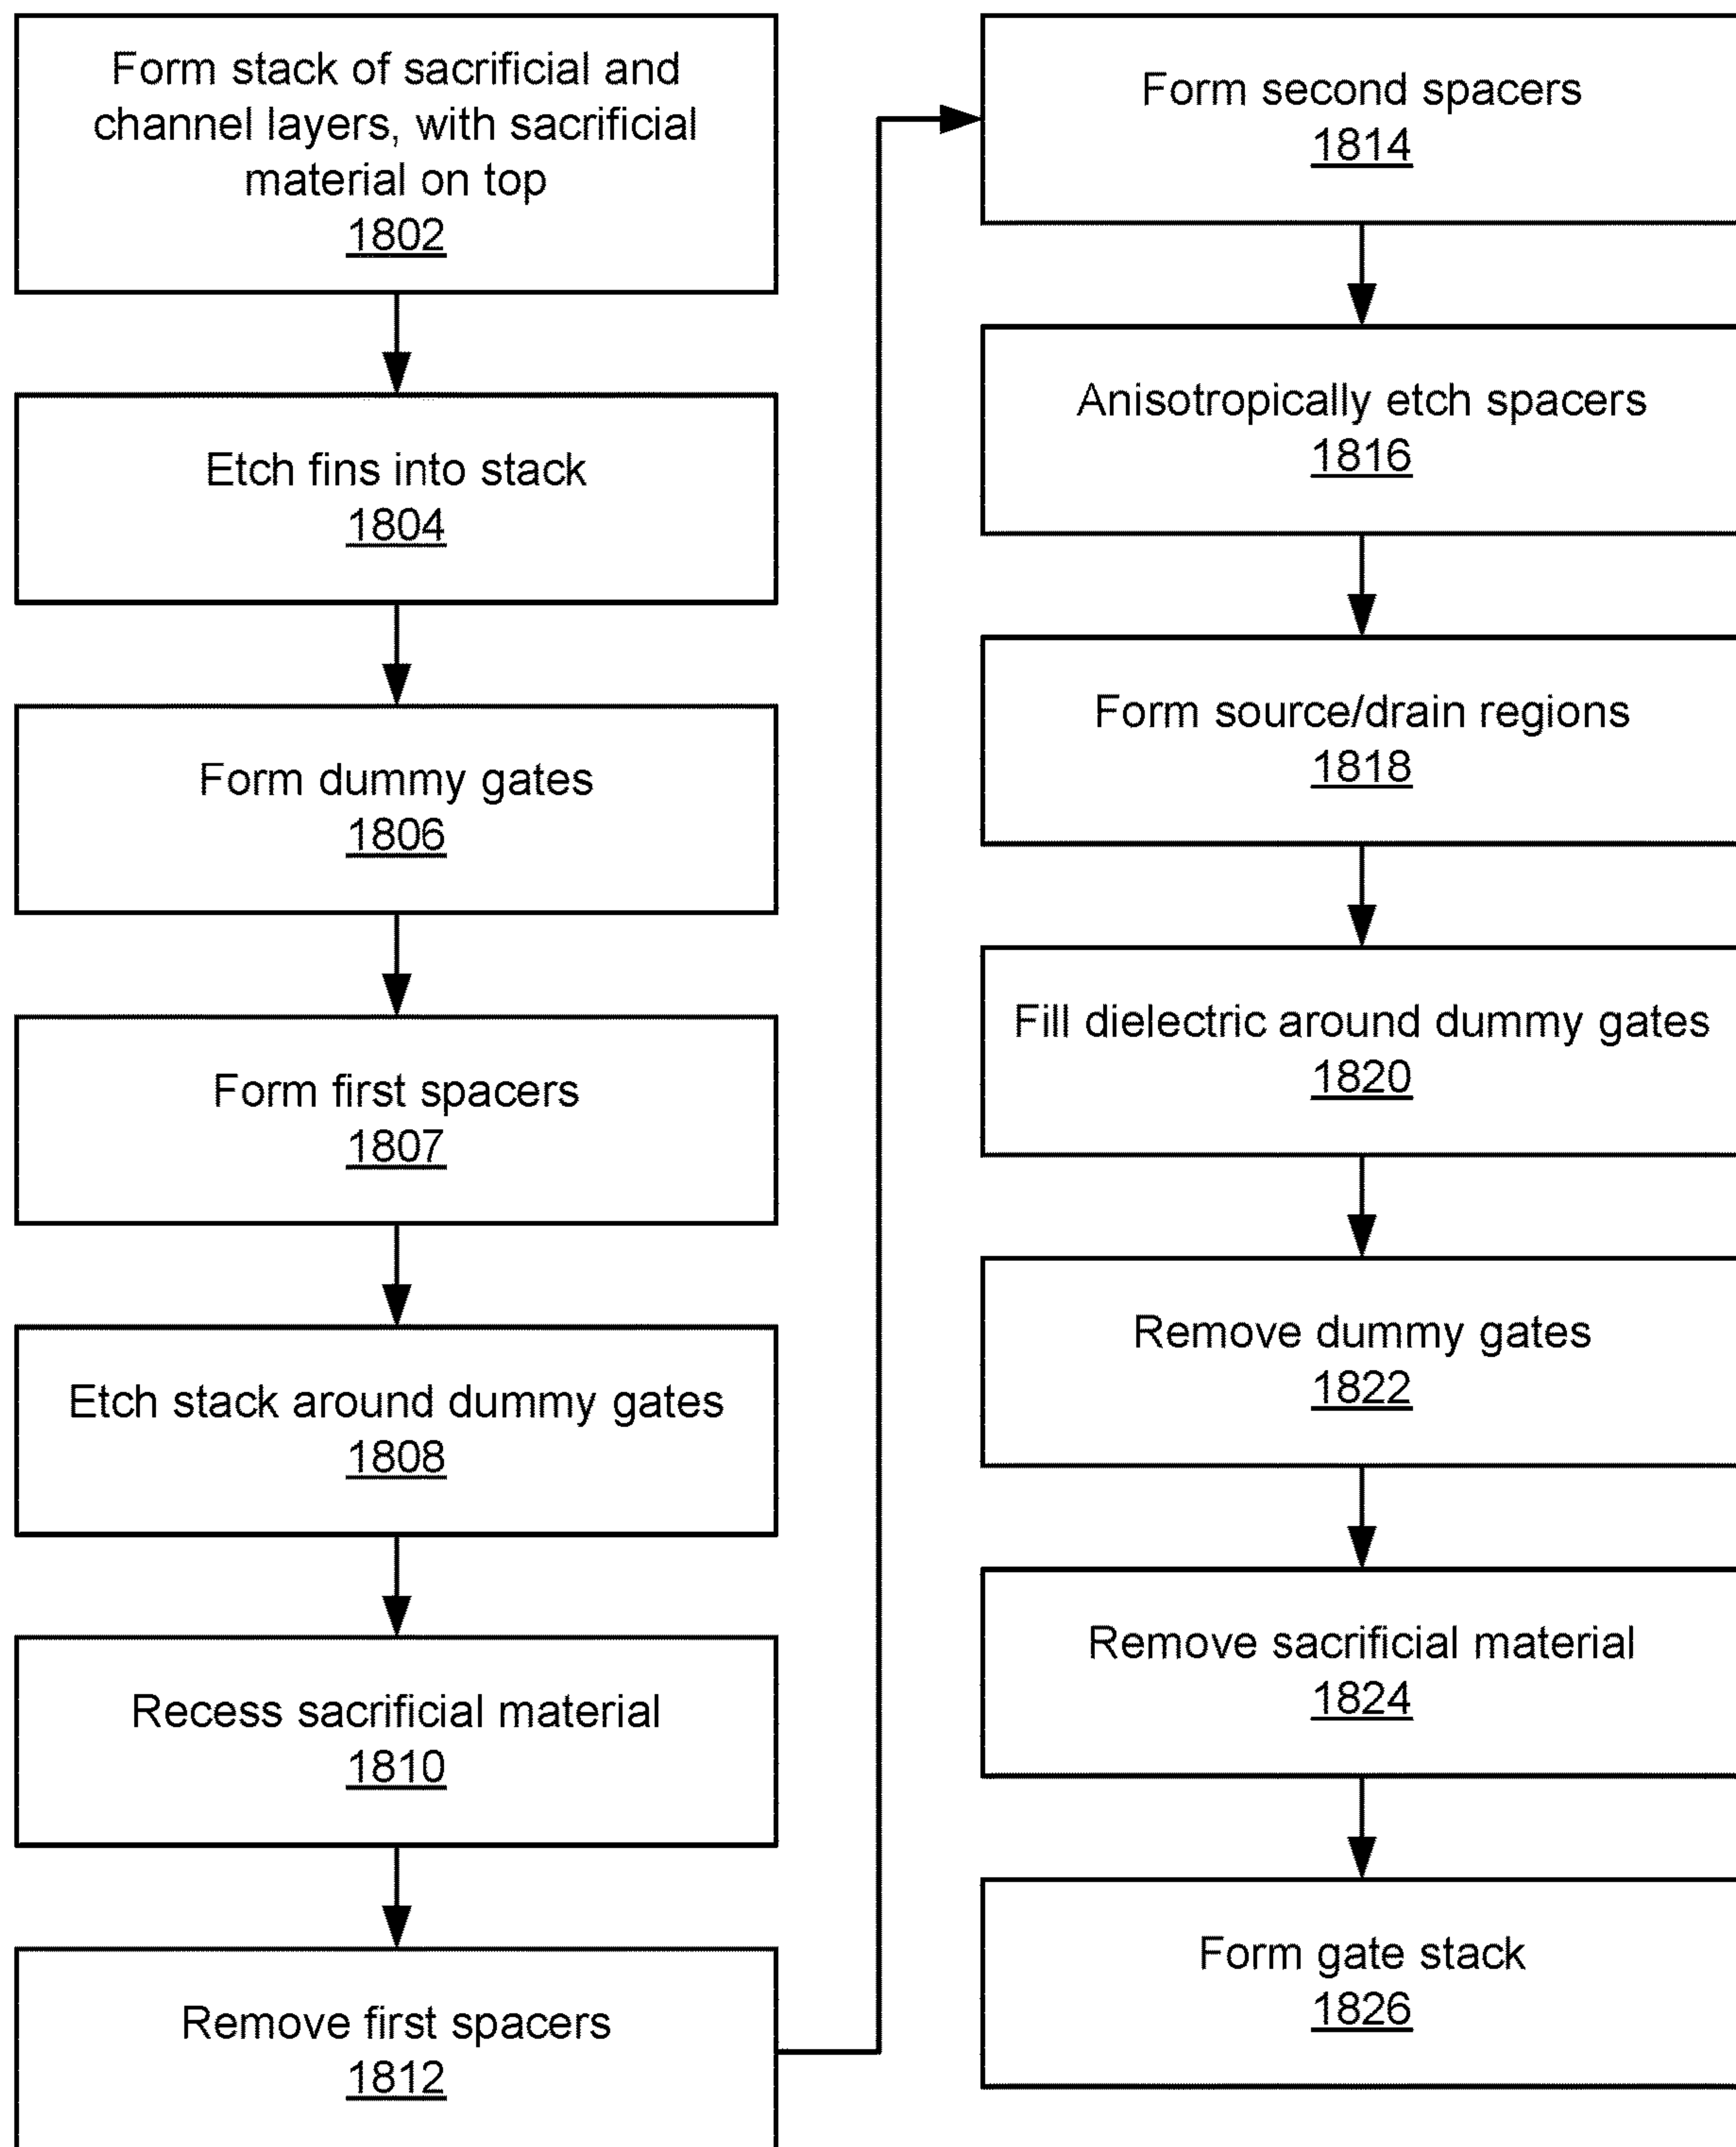 Form stack of sacrificial and
channel layers, with sacrificial
material on top
1802
Etch fins into stack
1804
Form dummy gates
1806
Form first spacers
1807
Etch stack around dummy gates
1808
Recess sacrificial material
1810
Remove first spacers
1812
Form second spacers
1814
Anisotropically etch spacers
1816
Form source/drain regions
1818
Fill dielectric around dummy gates
1820
Remove dummy gates
1822
Remove sacrificial material
1824
Form gate stack
1826